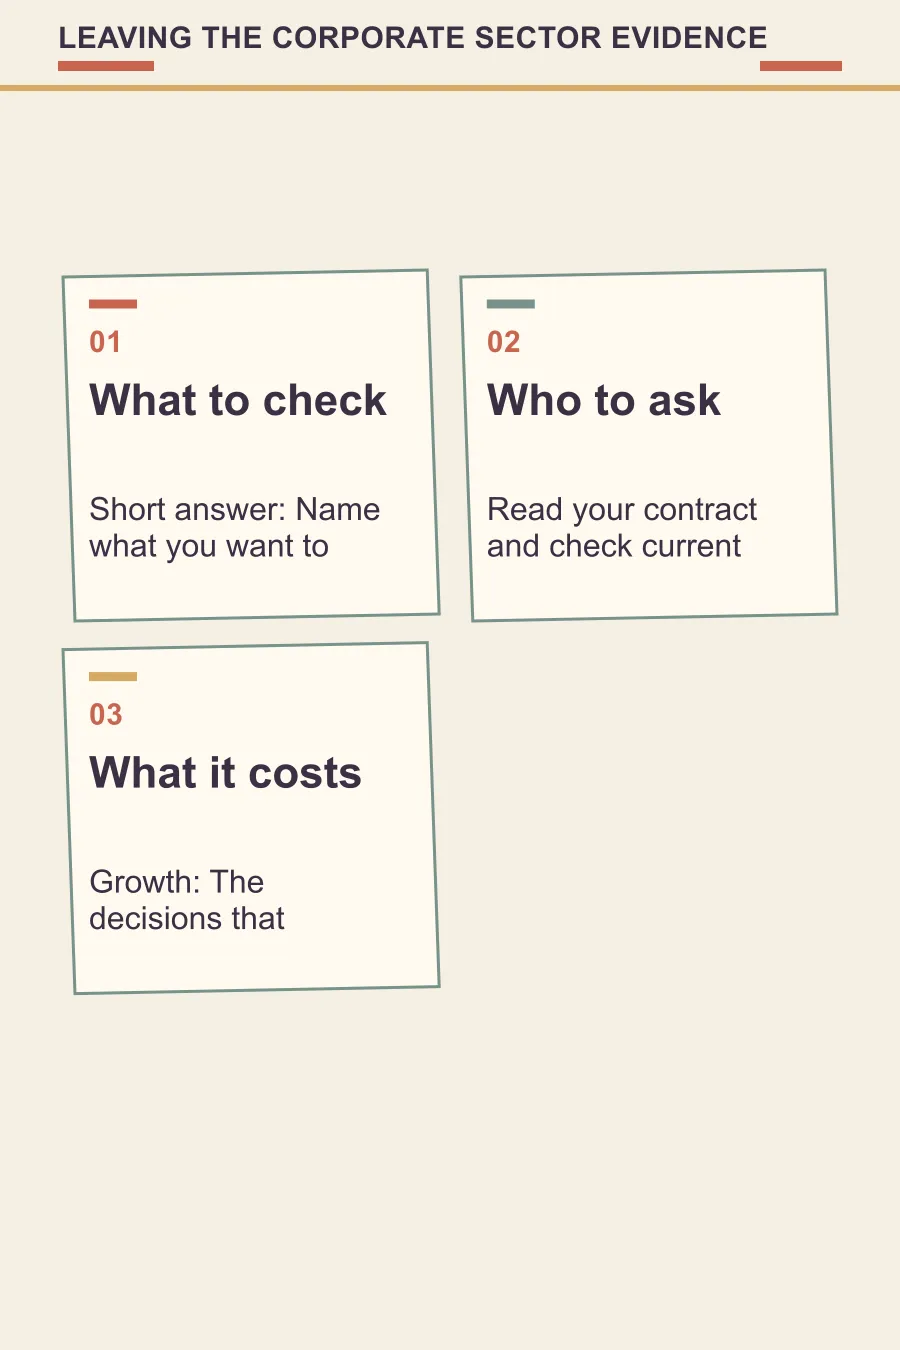 LEAVING THE CORPORATE SECTOR EVIDENCE
01
What to check
Short answer: Name
what you want to
02
Who to ask
Read your contract
and check current
03
What it costs
Growth: The
decisions that